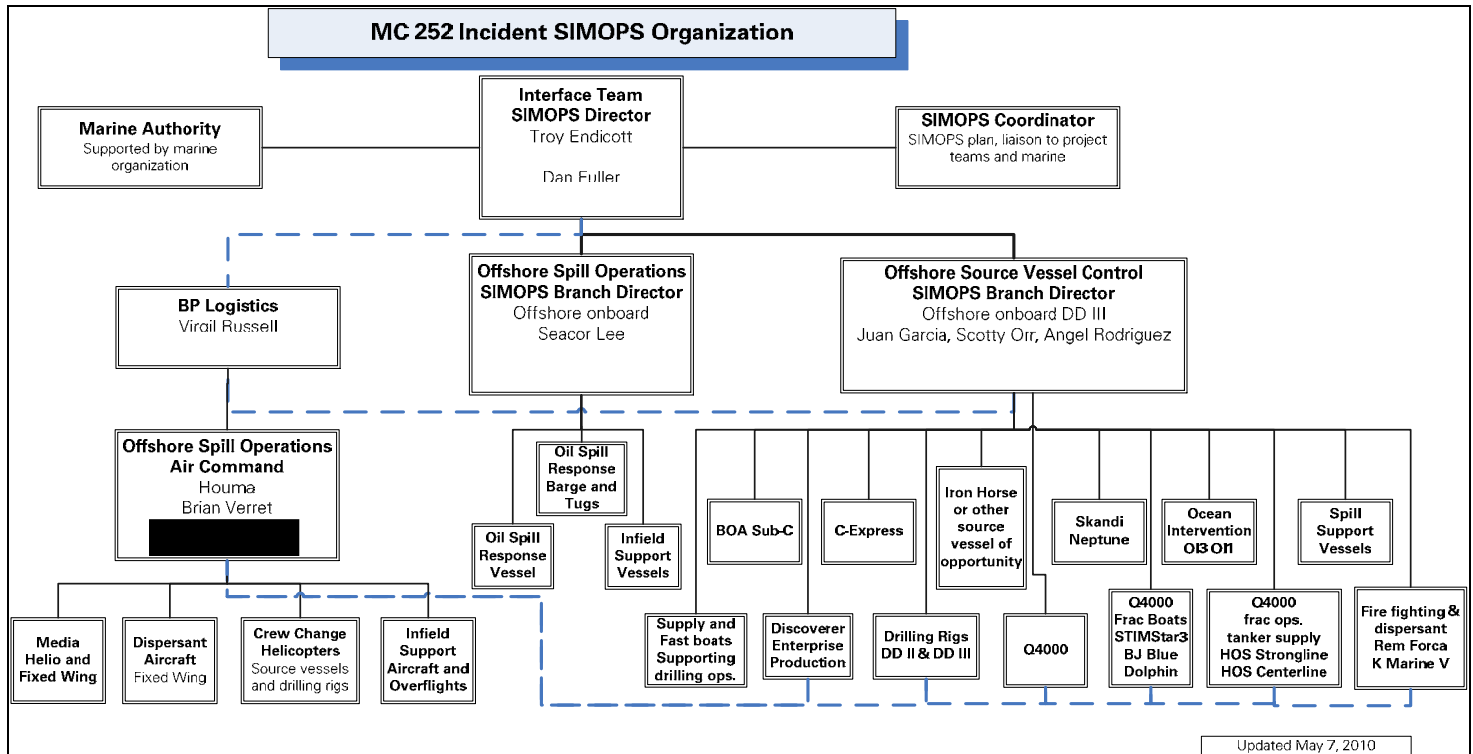 MC 252 Incident SIMOPS Organization
Interface Team
SIMOPS Director
Troy Endicott
Dan Fuller
Marine Authority
Supported by marine
organization
SIMOPS Coordinator
SIMOPS plan, liaison to project
teams and marine
BP Logistics
Virgil Russell
Offshore Spill Operations
SIMOPS Branch Director
Offshore onboard
Seacor Lee
Offshore Source Vessel Control
SIMOPS Branch Director
Offshore onboard DD III
Juan Garcia, Scotty Orr, Angel Rodriguez
Offshore Spill Operations
Air Command
Houma
Brian Verret
Oil Spill
Response
Barge and
Tugs
Oil Spill
Response
Vessel
Infield
Support
Vessels
BOA Sub-C
C-Express
Iron Horse
or other
source
vessel of
opportunity
Skandi
Neptune
Ocean
Intervention
OI3 OI1
Spill
Support
Vessels
Media
Helio and
Fixed Wing
Dispersant
Aircraft
Fixed Wing
Crew Change
Helicopters
Source vessels
and drilling rigs
Infield
Support
Aircraft and
Overflights
Supply and
Fast boats
Supporting
drilling ops.
Discoverer
Enterprise
Production
Drilling Rigs
DD II & DD III
Q4000
Q4000
Frac Boats
STIMStar3
BJ Blue
Dolphin
Q4000
frac ops.
tanker supply
HOS Strongline
HOS Centerline
Fire fighting &
dispersant
Rem Forca
K Marine V
Updated May 7, 2010